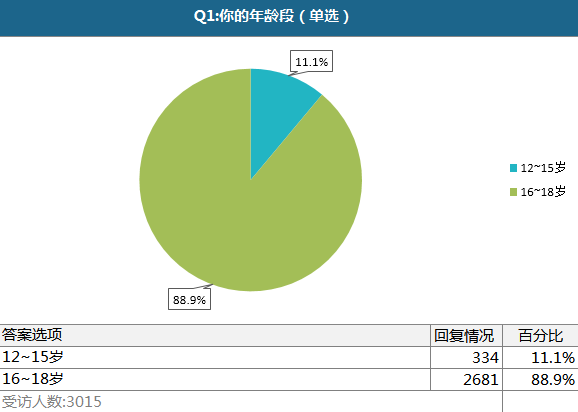 Q1:你的年龄段（单选）
11.1%
12~15岁
16~18岁
88.9%
答案选项 回复情况 百分比
12~15岁 334 11.1%
16~18岁 2681 88.9%
受访人数:3015